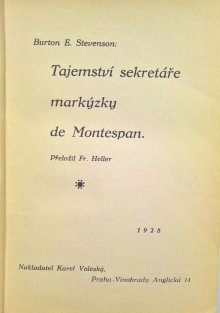 Burton E. Stevenson:
Tajemství sekretáře
markýzky
de Montespan.
Přeložil Fr. Heller
1928
Nakladatel Karel Voleský,
Praha-Vinohrady Anglická 14